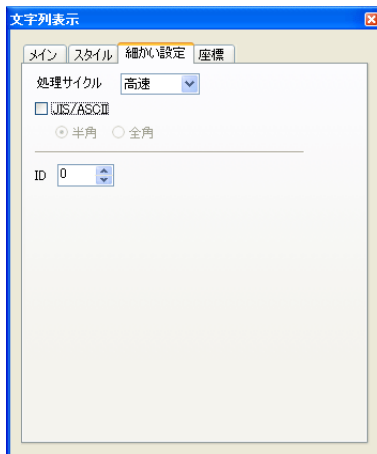 文字列表示
メイン スタイル 細かい設定 座標
処理サイクル 高速
JIS/ASCII
半角 全角
ID 0